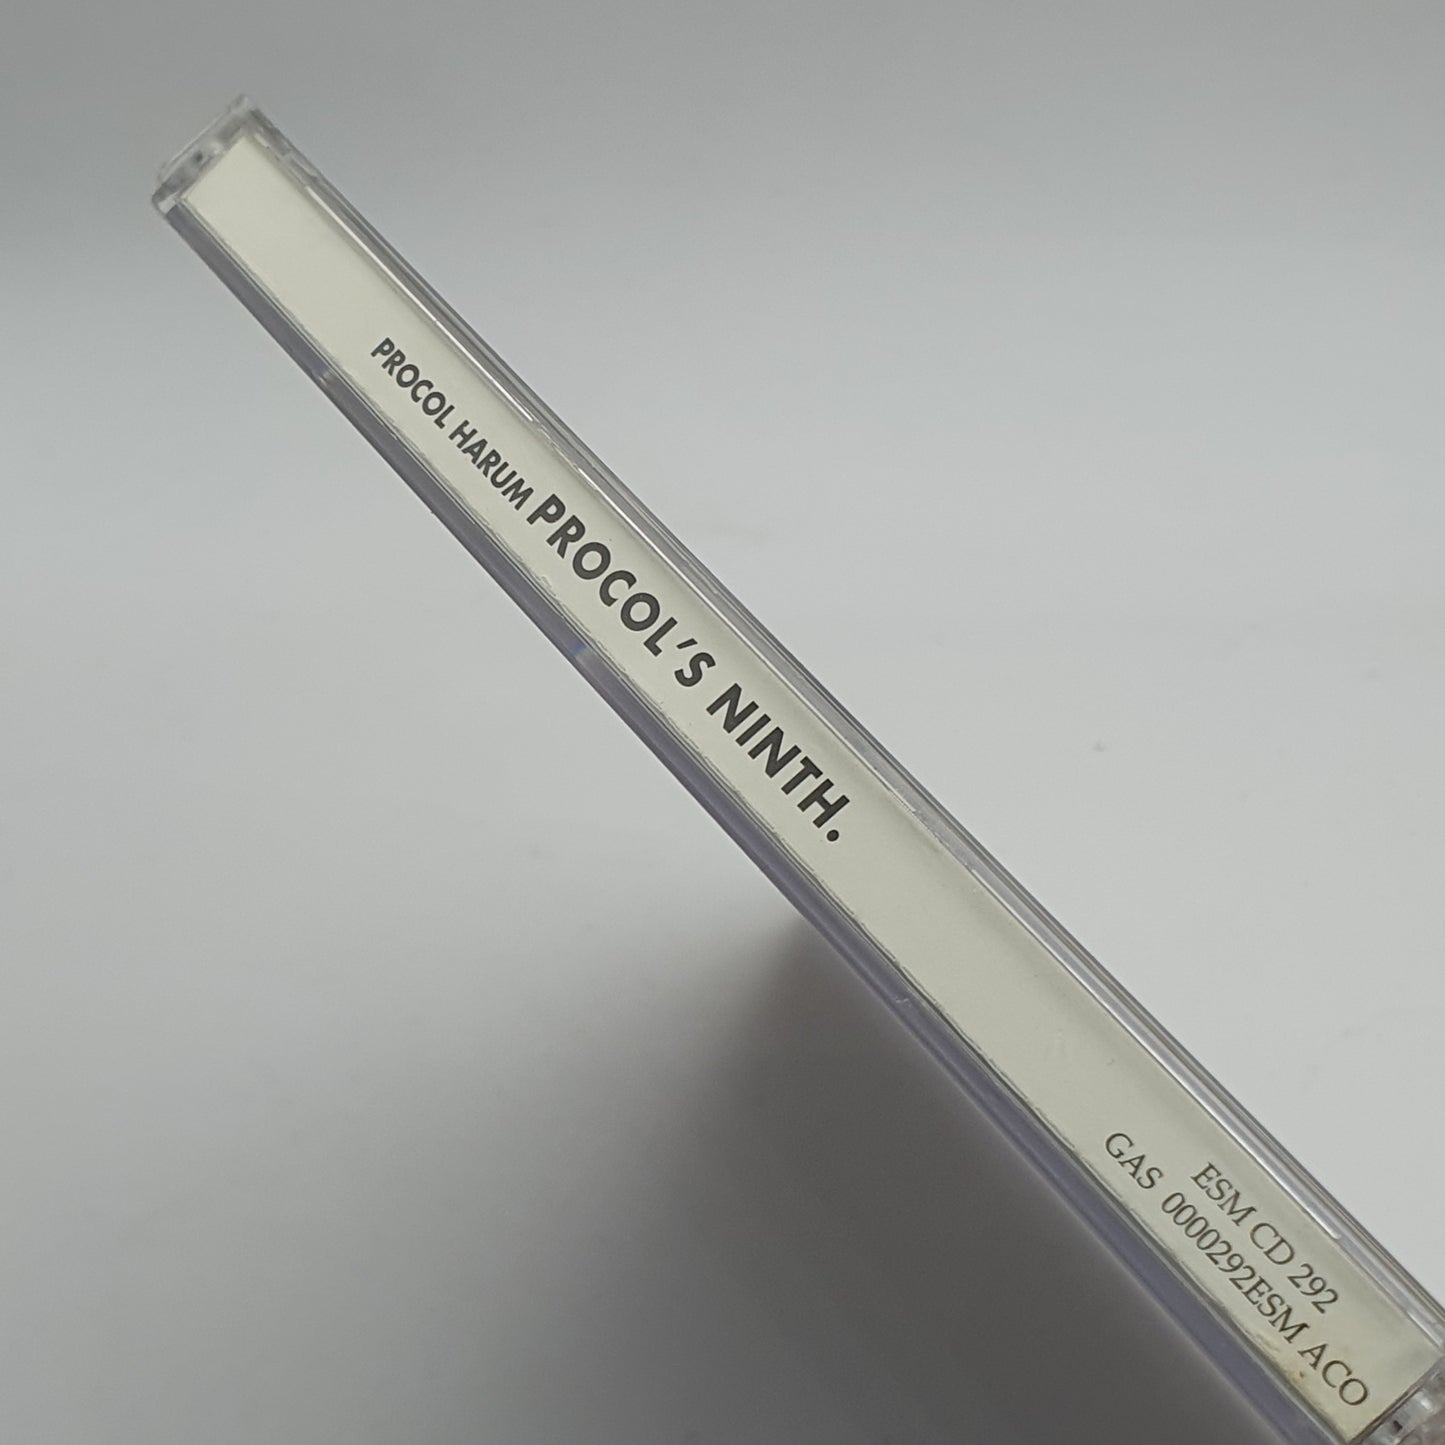 PROCOL HARUM PROCOL'S NINTH.
ESM CD 292
GAS 0000292ESM ACO